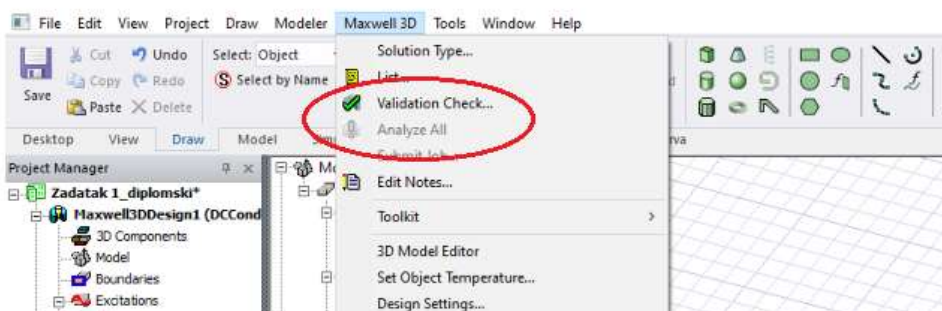 File Edit View Project Draw Modeler Maxwell 3D Tools Window Help
Save
Cut
Copy
Paste
Undo
Redo
Delete
Select: Object
Select by Name
Desktop View Draw Model
Project Manager
Zadatak 1_diplomski*
Maxwell3DDesign1 (DCCond
3D Components
Model
Boundaries
Excitations
Solution Type...
List...
Validation Check...
Analyze All
Submit Job...
Edit Notes...
Toolkit
3D Model Editor
Set Object Temperature...
Design Settings...